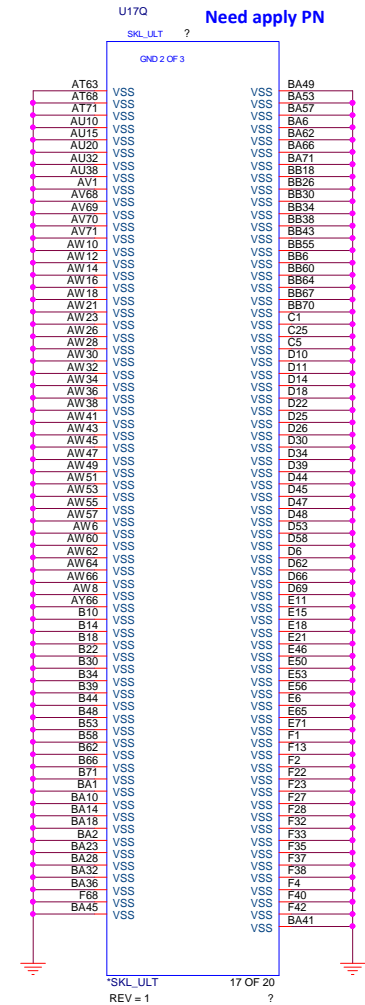 U17Q Need apply PN
SKL_ULT ?
GND 2 OF 3
AT63 VSS VSS BA49
AT68 VSS VSS BA53
AT71 VSS VSS BA57
AU10 VSS VSS BA6
AU15 VSS VSS BA62
AU20 VSS VSS BA66
AU32 VSS VSS BA71
AU38 VSS VSS BB18
AV1 VSS VSS BB26
AV68 VSS VSS BB30
AV69 VSS VSS BB34
AV70 VSS VSS BB38
AV71 VSS VSS BB43
AW10 VSS VSS BB55
AW12 VSS VSS BB6
AW14 VSS VSS BB60
AW16 VSS VSS BB64
AW18 VSS VSS BB67
AW21 VSS VSS BB70
AW23 VSS VSS C1
AW26 VSS VSS C25
AW28 VSS VSS C5
AW30 VSS VSS D10
AW32 VSS VSS D11
AW34 VSS VSS D14
AW36 VSS VSS D18
AW38 VSS VSS D22
AW41 VSS VSS D25
AW43 VSS VSS D26
AW45 VSS VSS D30
AW47 VSS VSS D34
AW49 VSS VSS D39
AW51 VSS VSS D44
AW53 VSS VSS D45
AW55 VSS VSS D47
AW57 VSS VSS D48
AW6 VSS VSS D53
AW60 VSS VSS D58
AW62 VSS VSS D6
AW64 VSS VSS D62
AW66 VSS VSS D66
AW8 VSS VSS D69
AY66 VSS VSS E11
B10 VSS VSS E15
B14 VSS VSS E18
B18 VSS VSS E21
B22 VSS VSS E46
B30 VSS VSS E50
B34 VSS VSS E53
B39 VSS VSS E56
B44 VSS VSS E6
B48 VSS VSS E65
B53 VSS VSS E71
B58 VSS VSS F1
B62 VSS VSS F13
B66 VSS VSS F2
B71 VSS VSS F22
BA1 VSS VSS F23
BA10 VSS VSS F27
BA14 VSS VSS F28
BA18 VSS VSS F32
BA2 VSS VSS F33
BA23 VSS VSS F35
BA28 VSS VSS F37
BA32 VSS VSS F38
BA36 VSS VSS F4
F68 VSS VSS F40
BA45 VSS VSS F42
VSS BA41
*SKL_ULT 17 OF 20
REV = 1 ?